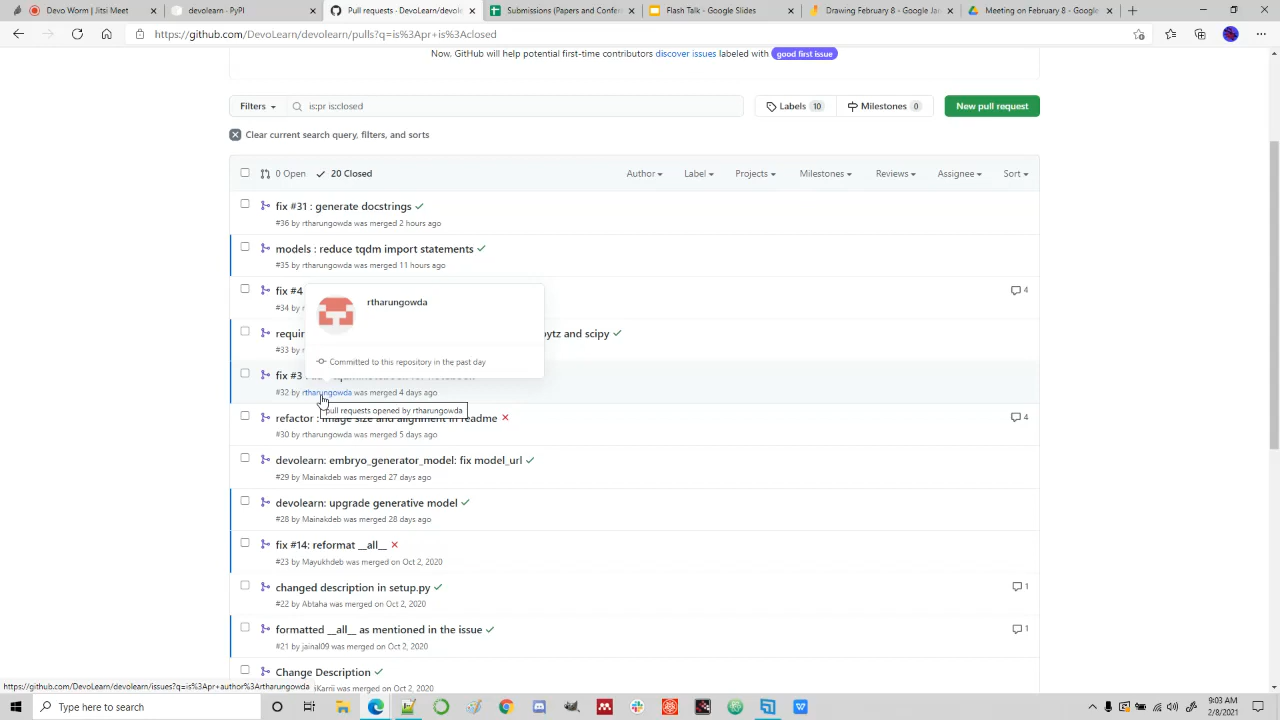 Devo Worm | Jitsi Meet
devolearn · PyPI
Pull requests · DevoLearn/devole
Submissions (Papers and Conferen
Flash Talk - Google Slides
Drawing February 8 - Google Jan
Meeting on February 8 - Google
https://github.com/DevoLearn/devolearn/pulls?q=is%3Apr+is%3Aclosed
Now, GitHub will help potential first-time contributors discover issues labeled with good first issue
Filters
is:pr is:closed
Labels 10
Milestones 0
New pull request
Clear current search query, filters, and sorts
0 Open
20 Closed
Author
Label
Projects
Milestones
Reviews
Assignee
Sort
fix #31 : generate docstrings
#36 by rtharungowda was merged 2 hours ago
models : reduce tqdm import statements
#35 by rtharungowda was merged 11 hours ago
fix #4
4
#34 by r
rtharungowda
Committed to this repository in the past day
requir
pytz and scipy
#33 by r
fix #3
#32 by rtharungowda was merged 4 days ago
pull requests opened by rtharungowda
refactor : image size and alignment in readme
4
#30 by rtharungowda was merged 5 days ago
devolearn: embryo_generator_model: fix model_url
#29 by Mainakdeb was merged 27 days ago
devolearn: upgrade generative model
#28 by Mainakdeb was merged 28 days ago
fix #14: reformat __all__
#23 by Mayukhdeb was merged on Oct 2, 2020
changed description in setup.py
1
#22 by Abtaha was merged on Oct 2, 2020
formatted __all__ as mentioned in the issue
1
#21 by jainal09 was merged on Oct 2, 2020
Change Description
was merged on Oct 2, 2020
https://github.com/DevoLearn/devolearn/issues?q=is%3Apr+author%3Artharungowda
Type here to search
9:03 AM
2/8/2021